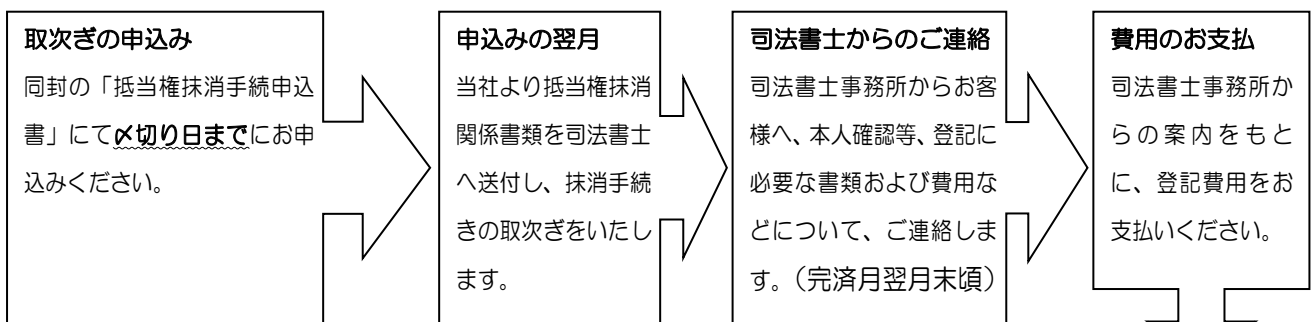 取次ぎの申込み
同封の「抵当権抹消手続申込
書」にて〆切り日までにお申
込みください。
申込みの翌月
当社より抵当権抹消
関係書類を司法書士
へ送付し、抹消手続
きの取次ぎをいたし
ます。
司法書士からのご連絡
司法書士事務所からお客
様へ、本人確認等、登記に
必要な書類および費用な
どについて、ご連絡しま
す。（完済月翌月末頃）
費用のお支払
司法書士事務所か
らの案内をもと
に、登記費用をお
支払いください。